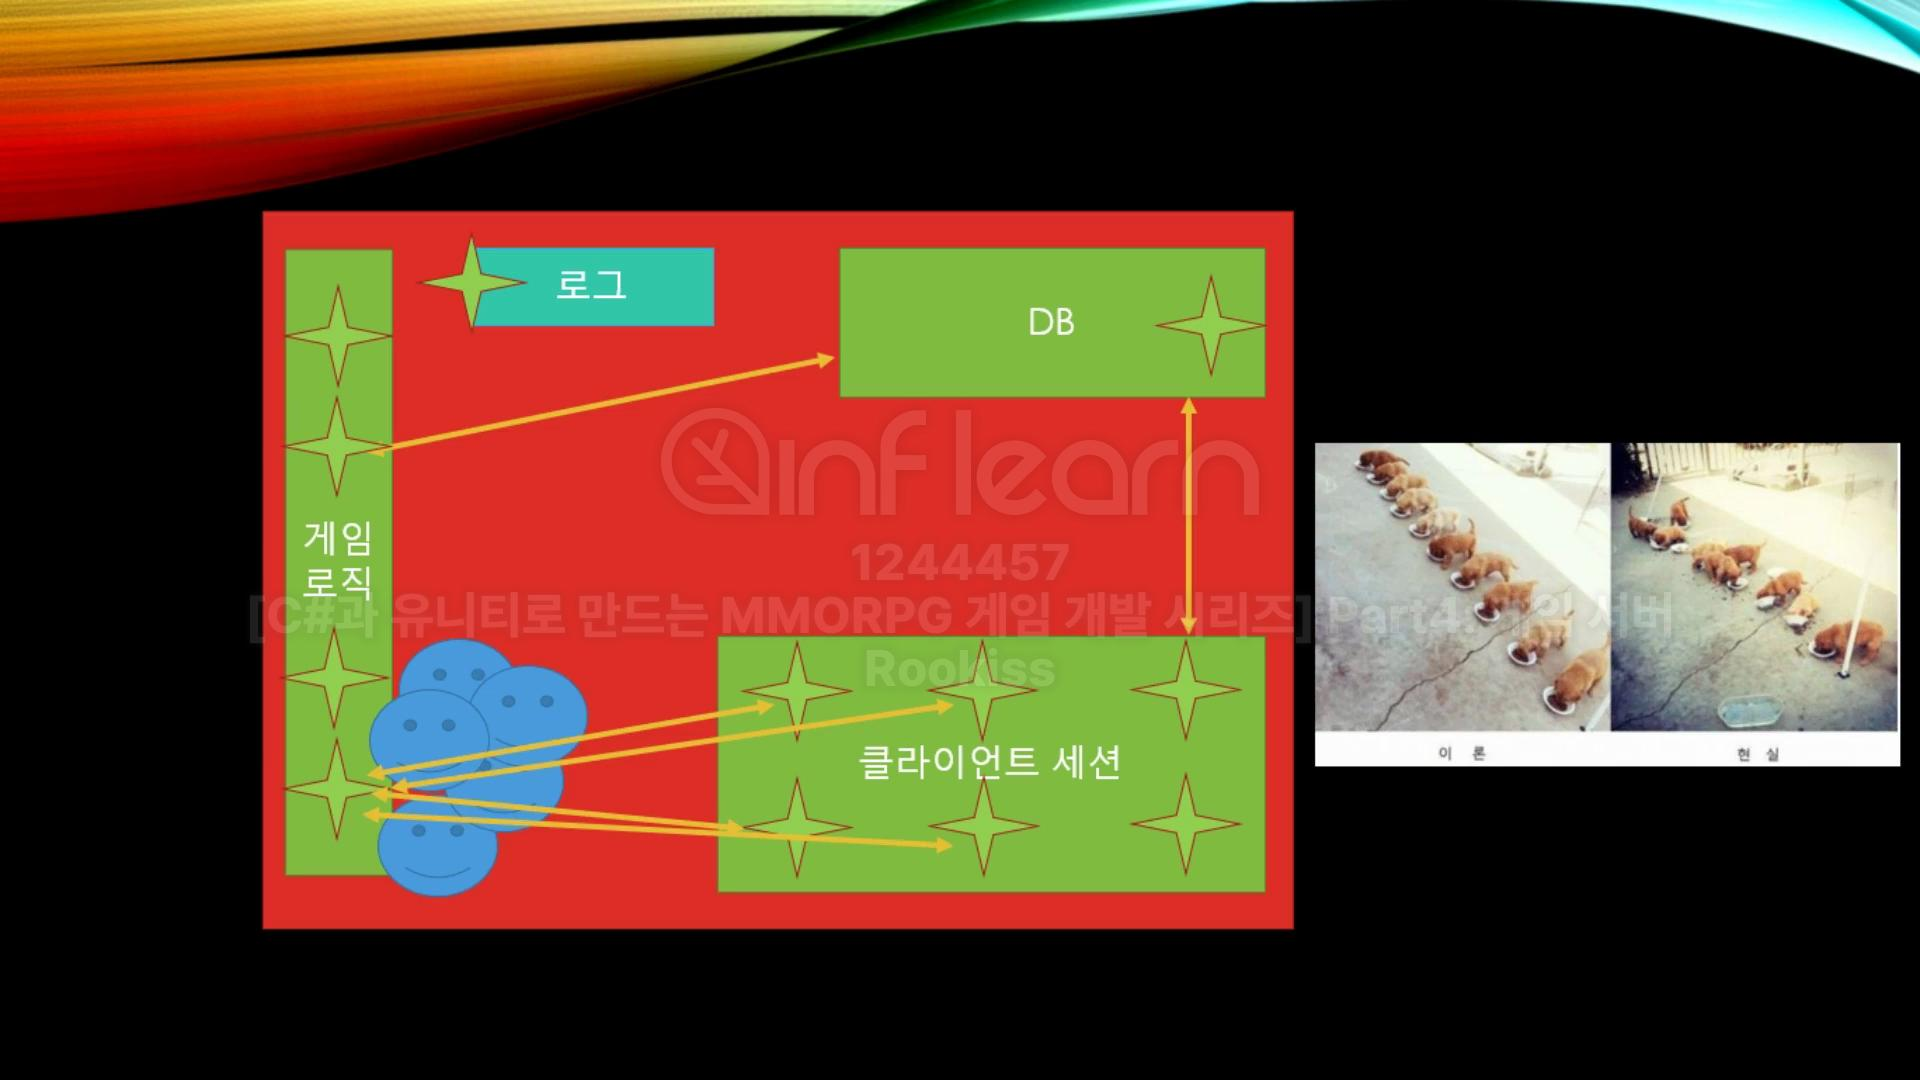 로그
DB
게임
로직
클라이언트 세션
inflearn
1244457
[C#과 유니티로 만드는 MMORPG 게임 개발 시리즈] Part4: 게임 서버
Rookiss
이 론
현 실